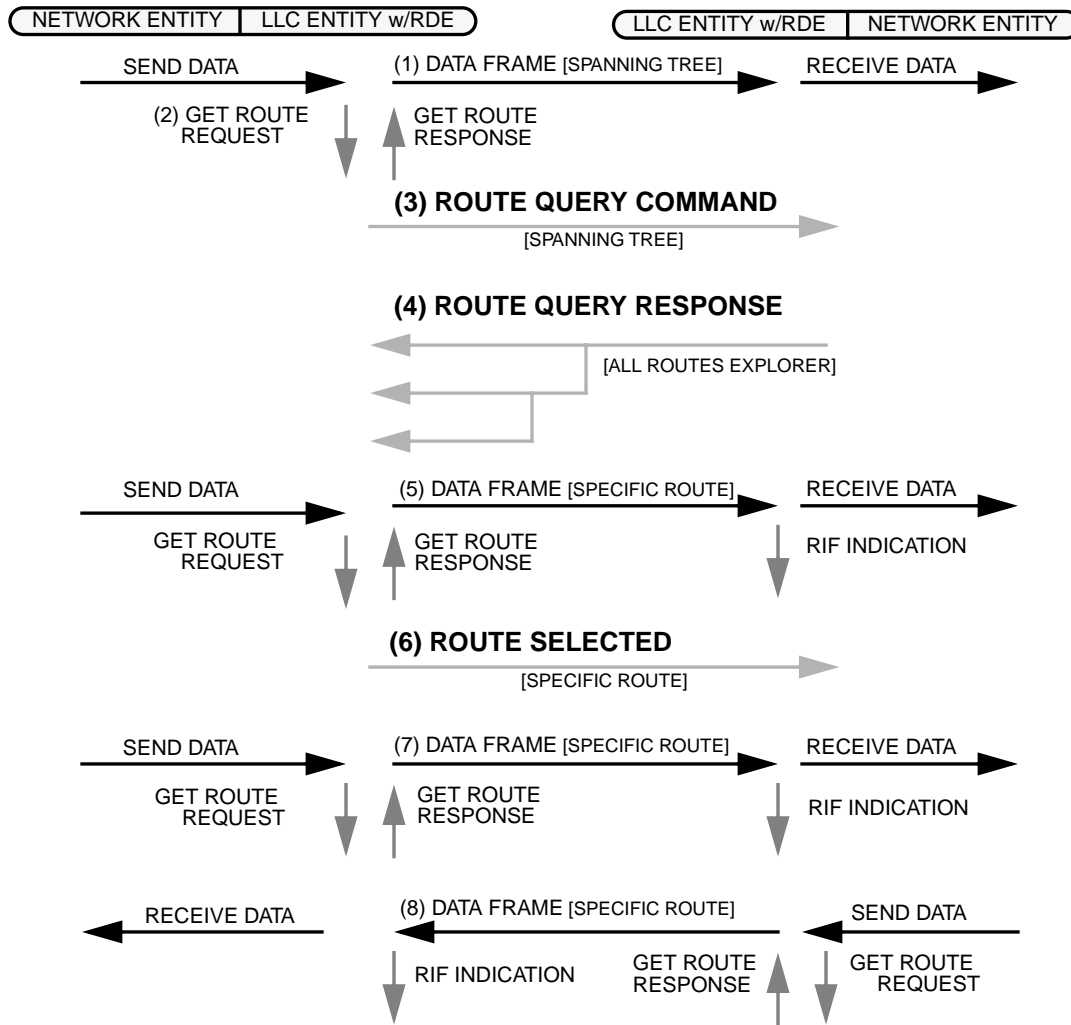 NETWORK ENTITY LLC ENTITY w/RDE LLC ENTITY w/RDE NETWORK ENTITY
SEND DATA (1) DATA FRAME [SPANNING TREE] RECEIVE DATA
(2) GET ROUTE REQUEST GET ROUTE RESPONSE
(3) ROUTE QUERY COMMAND
[SPANNING TREE]
(4) ROUTE QUERY RESPONSE
[ALL ROUTES EXPLORER]
SEND DATA (5) DATA FRAME [SPECIFIC ROUTE] RECEIVE DATA
GET ROUTE REQUEST GET ROUTE RESPONSE RIF INDICATION
(6) ROUTE SELECTED
[SPECIFIC ROUTE]
SEND DATA (7) DATA FRAME [SPECIFIC ROUTE] RECEIVE DATA
GET ROUTE REQUEST GET ROUTE RESPONSE RIF INDICATION
RECEIVE DATA (8) DATA FRAME [SPECIFIC ROUTE] SEND DATA
RIF INDICATION GET ROUTE RESPONSE GET ROUTE REQUEST